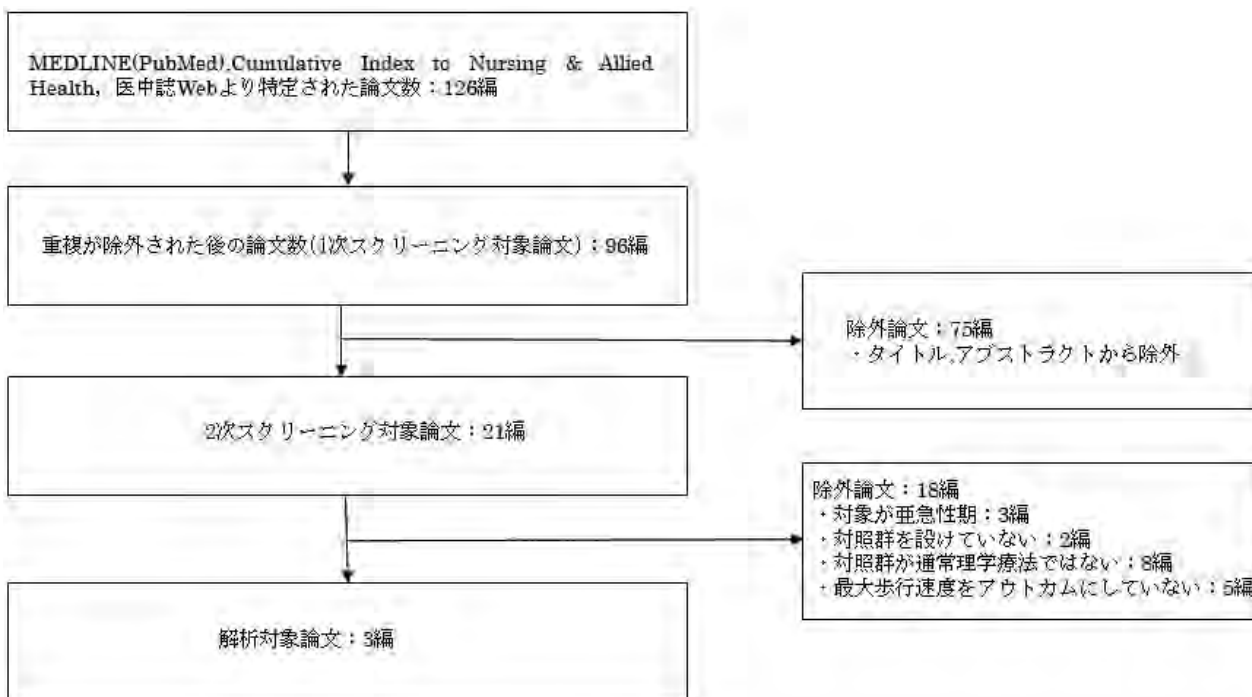 MEDLINE(PubMed),Cumulative Index to Nursing & Allied
Health, 医中誌Webより特定された論文数：126編
重複が除外された後の論文数(1次スクリーニング対象論文)：96編
除外論文：75編
・タイトル,アブストラクトから除外
2次スクリーニング対象論文：21編
除外論文：18編
・対象が亜急性期：3編
・対照群を設けていない：2編
・対照群が通常理学療法ではない：8編
・最大歩行速度をアウトカムにしていない：5編
解析対象論文：3編